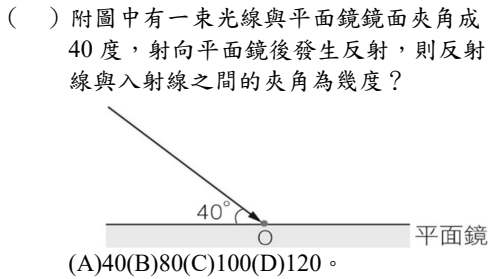 （　）附圖中有一束光線與平面鏡鏡面夾角成
40 度，射向平面鏡後發生反射，則反射
線與入射線之間的夾角為幾度？
40°
O
平面鏡
(A)40(B)80(C)100(D)120。